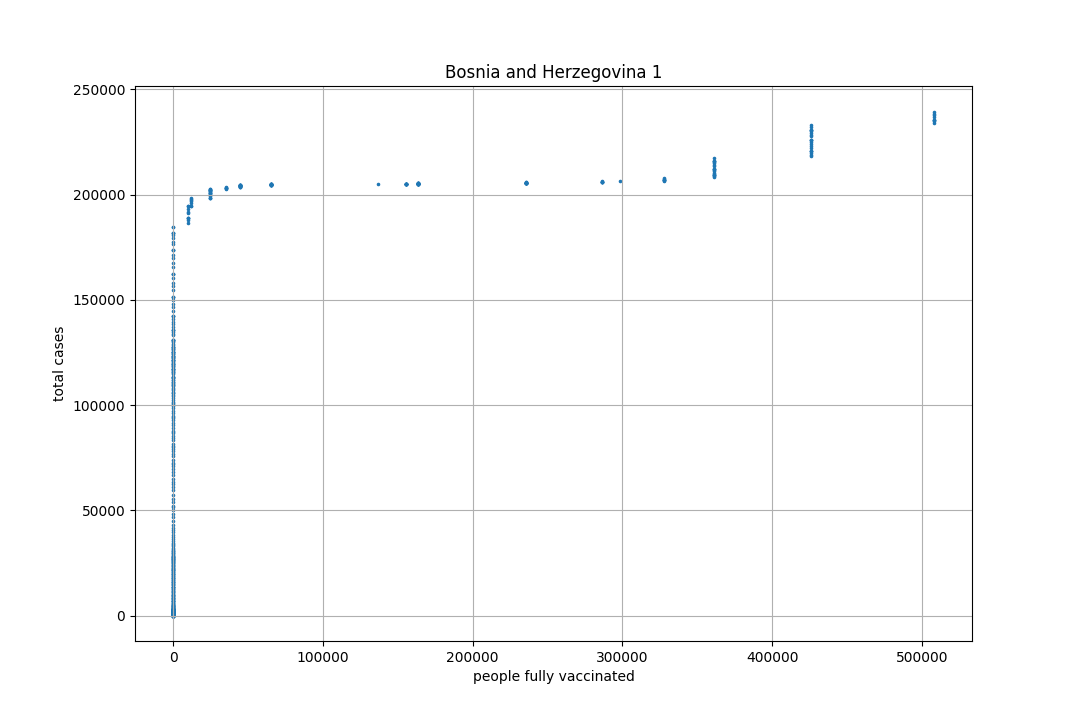 Bosnia and Herzegovina 1
250000
200000
150000
100000
50000
0
total cases
0 100000 200000 300000 400000 500000
people fully vaccinated